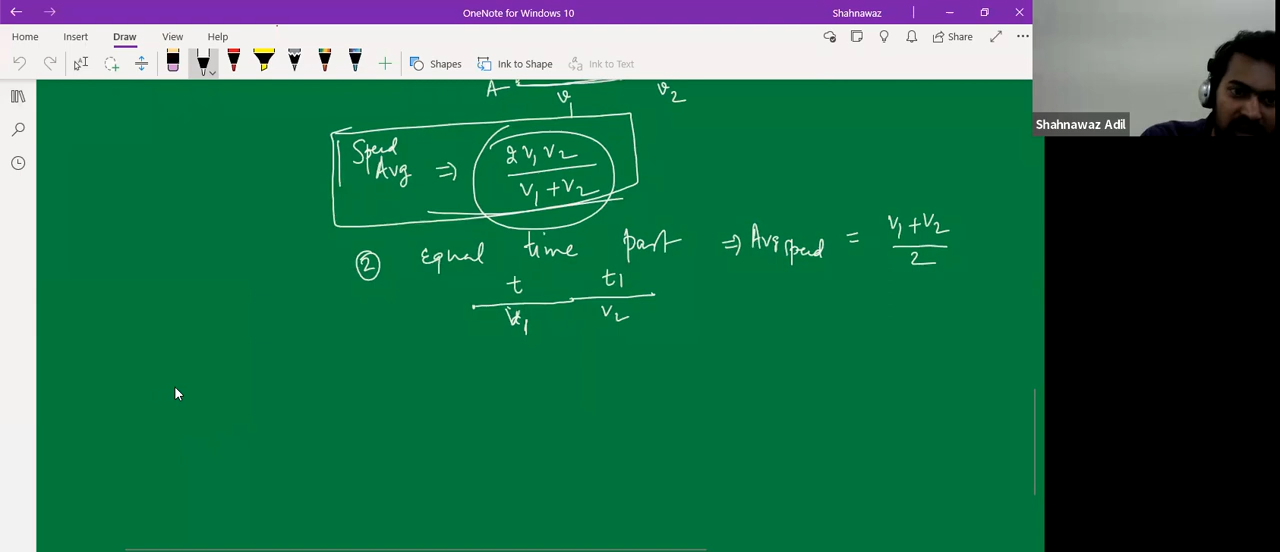 OneNote for Windows 10
Shahnawaz
Home Insert Draw View Help
Share
Shapes Ink to Shape Ink to Text
Shahnawaz Adil
A
v1 v2
Speed Avg ⇒ 2v1v2 / v1+v2
② Equal time part ⇒ Avg speed = v1+v2 / 2
t t1
v1 v2